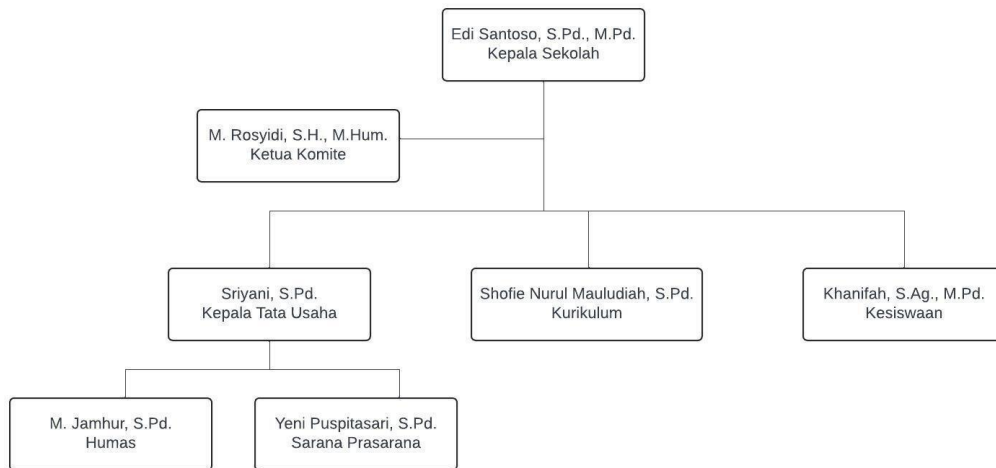 Edi Santoso, S.Pd., M.Pd.
Kepala Sekolah
M. Rosyidi, S.H., M.Hum.
Ketua Komite
Sriyani, S.Pd.
Kepala Tata Usaha
Shofie Nurul Mauludiah, S.Pd.
Kurikulum
Khanifah, S.Ag., M.Pd.
Kesiswaan
M. Jamhur, S.Pd.
Humas
Yeni Puspitasari, S.Pd.
Sarana Prasarana